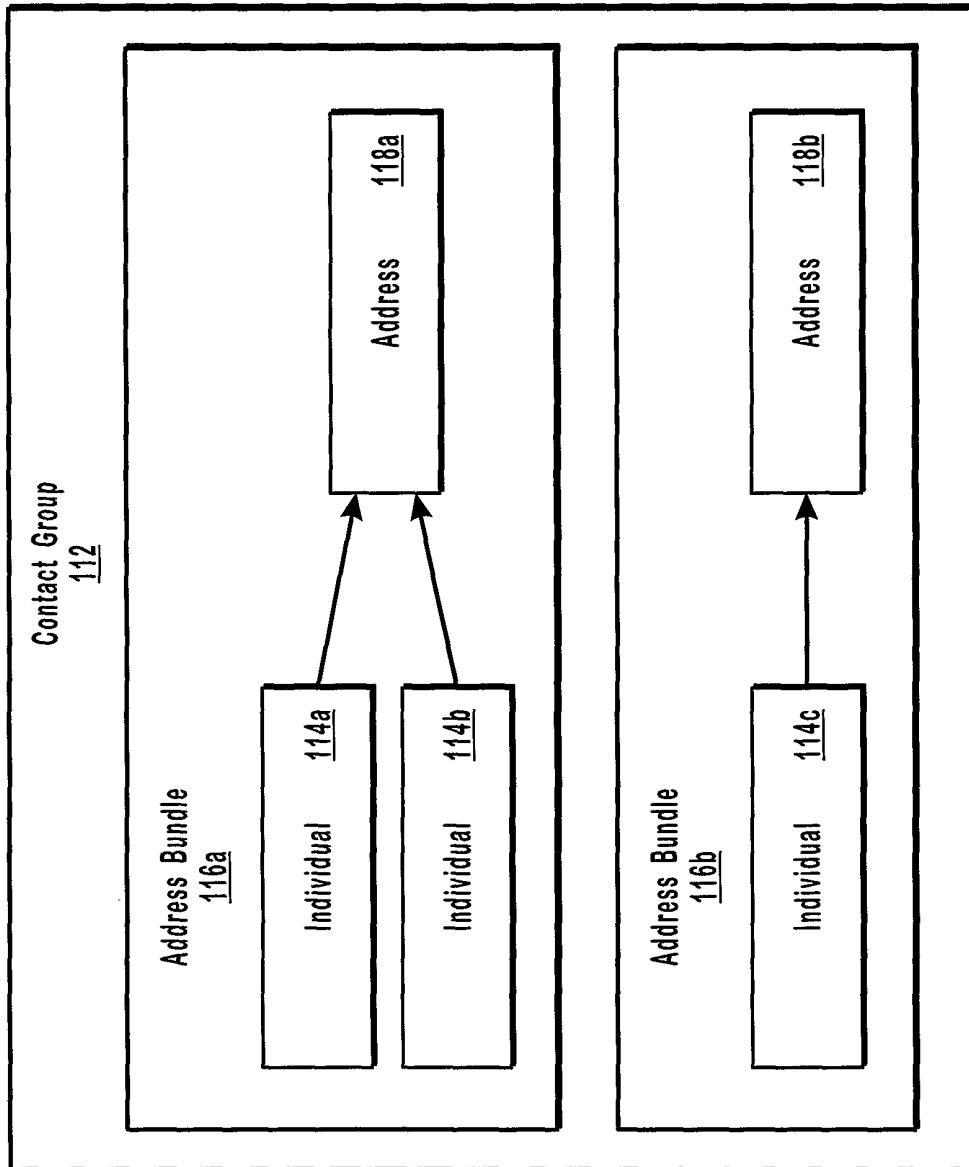 Contact Group
112
Address Bundle
116a
Individual
114a
Individual
114b
Address
118a
Address Bundle
116b
Individual
114c
Address
118b